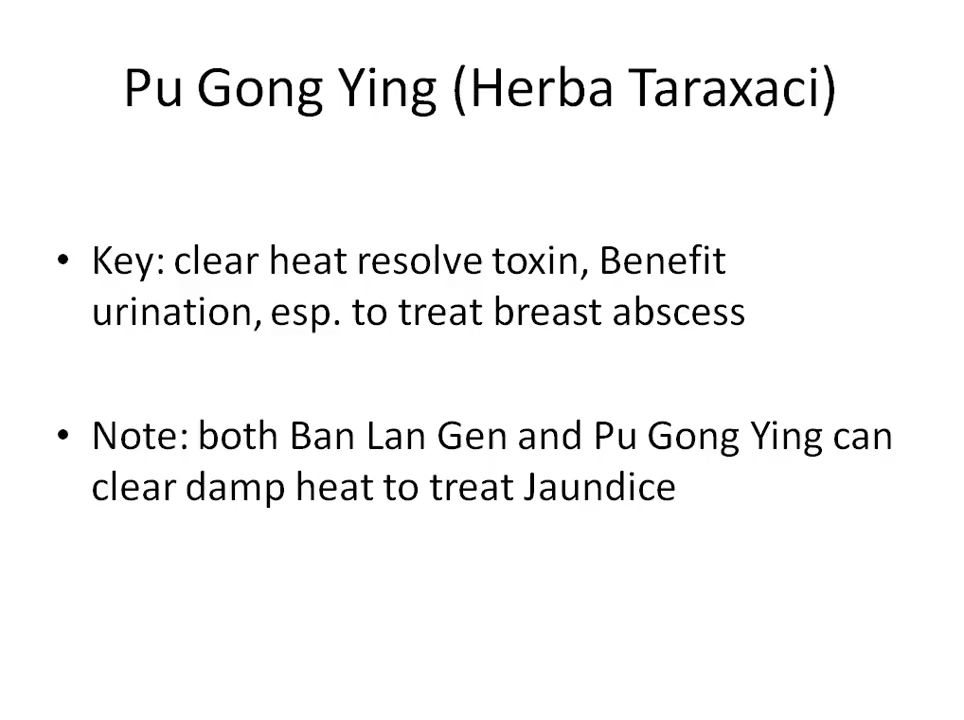 Pu Gong Ying (Herba Taraxaci)
• Key: clear heat resolve toxin, Benefit
urination, esp. to treat breast abscess
• Note: both Ban Lan Gen and Pu Gong Ying can
clear damp heat to treat Jaundice